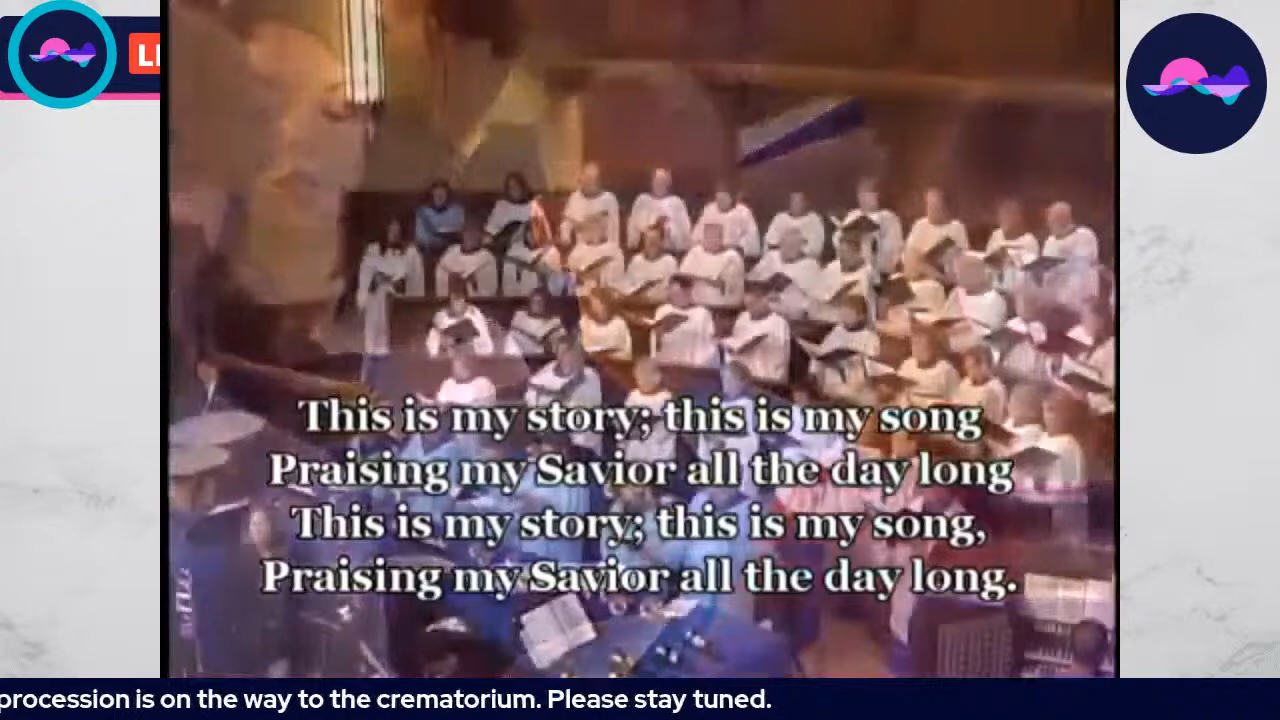 LI
This is my story; this is my song
Praising my Savior all the day long
This is my story; this is my song,
Praising my Savior all the day long.
procession is on the way to the crematorium. Please stay tuned.